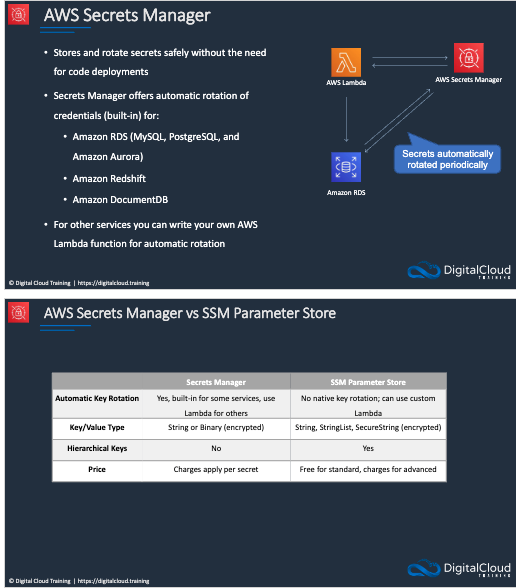 AWS Secrets Manager
• Stores and rotate secrets safely without the need
for code deployments
• Secrets Manager offers automatic rotation of
credentials (built-in) for:
• Amazon RDS (MySQL, PostgreSQL, and
Amazon Aurora)
• Amazon Redshift
• Amazon DocumentDB
• For other services you can write your own AWS
Lambda function for automatic rotation
AWS Lambda
AWS Secrets Manager
Secrets automatically
rotated periodically
Amazon RDS
© Digital Cloud Training | https://digitalcloud.training
DigitalCloud
TRAINING
AWS Secrets Manager vs SSM Parameter Store
Secrets Manager SSM Parameter Store
Automatic Key Rotation Yes, built-in for some services, use No native key rotation; can use custom
Lambda for others Lambda
Key/Value Type String or Binary (encrypted) String, StringList, SecureString (encrypted)
Hierarchical Keys No Yes
Price Charges apply per secret Free for standard, charges for advanced
© Digital Cloud Training | https://digitalcloud.training
DigitalCloud
TRAINING